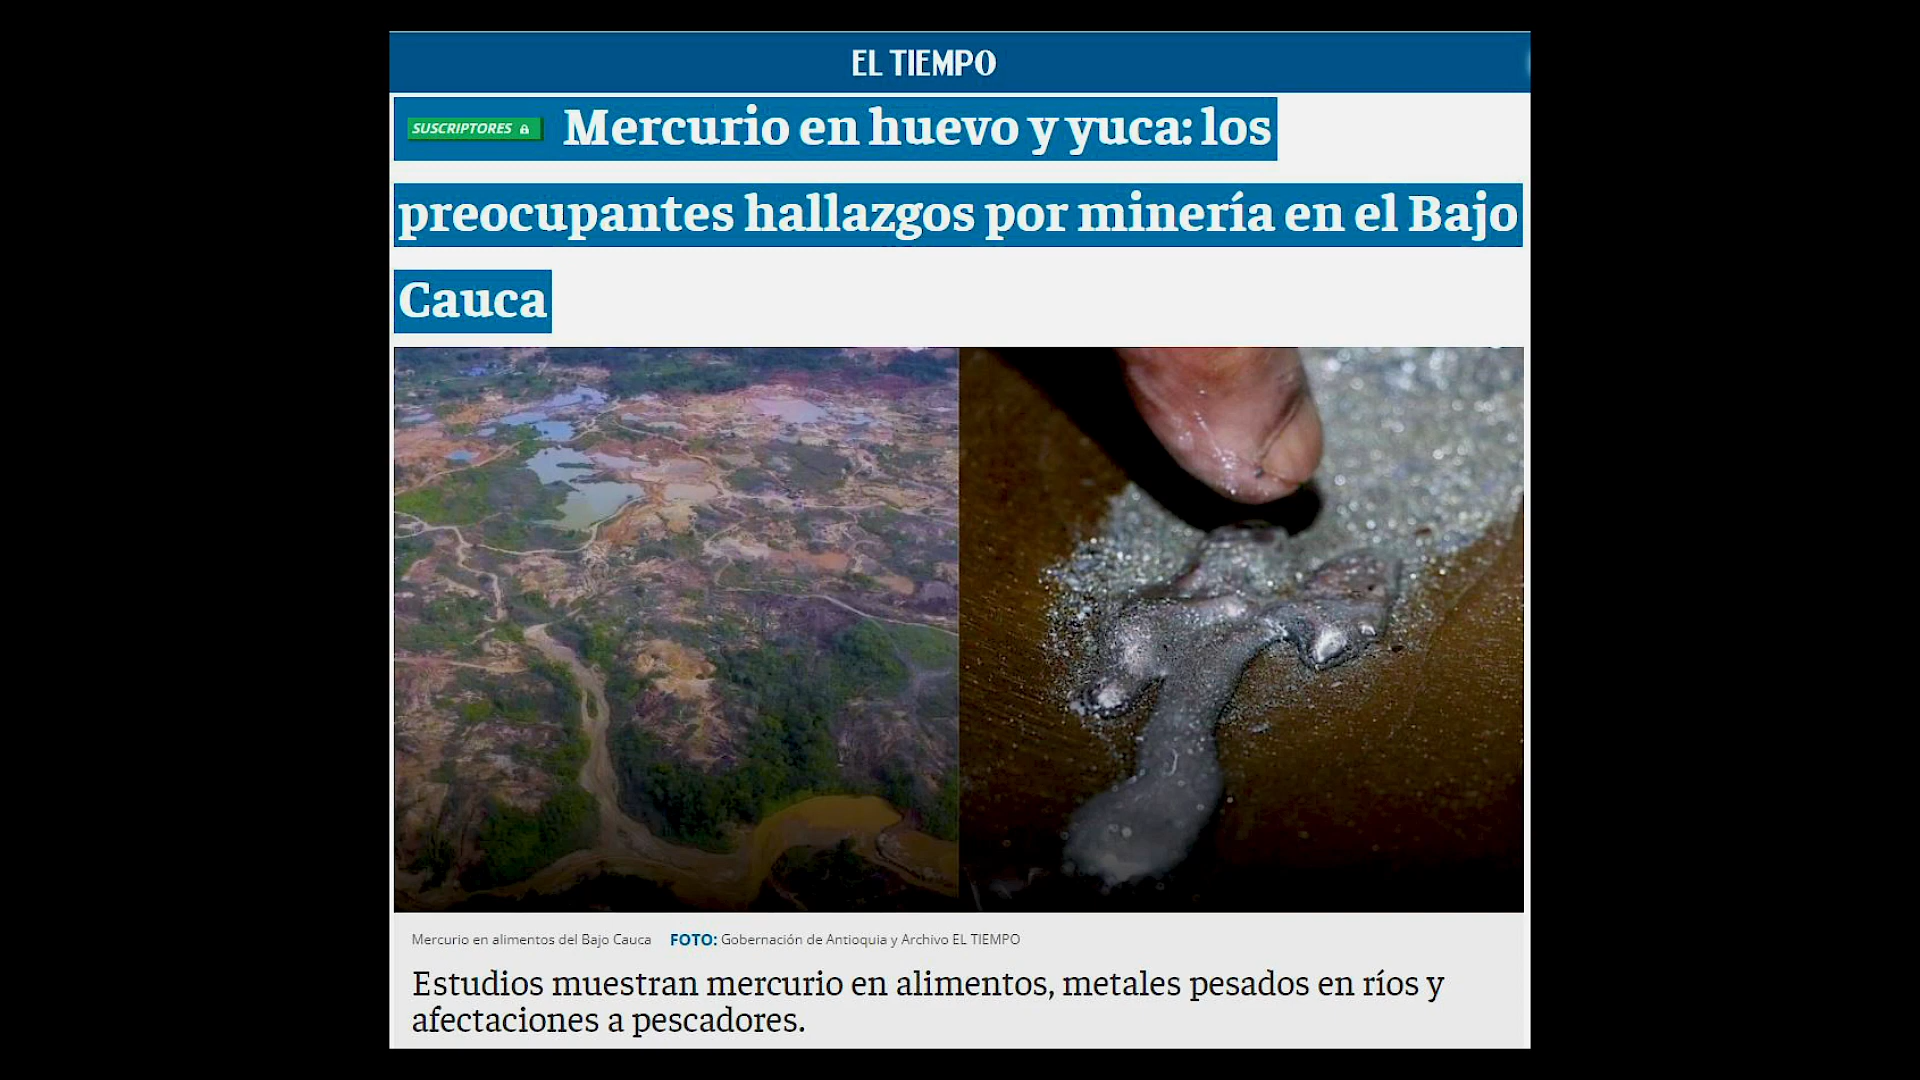 EL TIEMPO
SUSCRIPTORES Mercurio en huevo y yuca: los
preocupantes hallazgos por minería en el Bajo
Cauca
Mercurio en alimentos del Bajo Cauca FOTO: Gobernación de Antioquia y Archivo EL TIEMPO
Estudios muestran mercurio en alimentos, metales pesados en ríos y
afectaciones a pescadores.